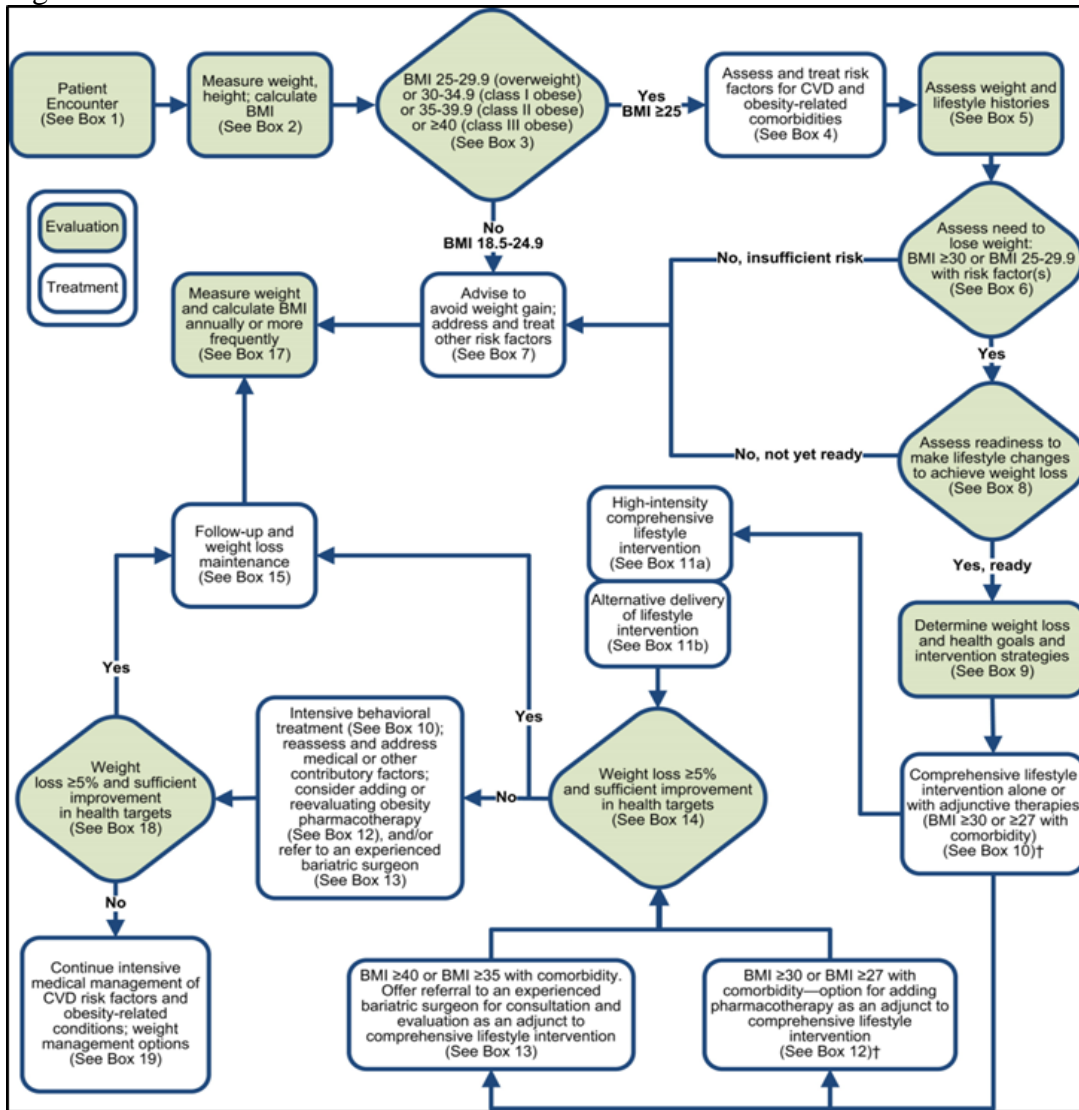 Patient
Encounter
(See Box 1)
Measure weight,
height; calculate
BMI
(See Box 2)
BMI 25-29.9 (overweight)
or 30-34.9 (class I obese)
or 35-39.9 (class II obese)
or ≥40 (class III obese)
(See Box 3)
Yes
BMI ≥25
Assess and treat risk
factors for CVD and
obesity-related
comorbidities
(See Box 4)
Assess weight and
lifestyle histories
(See Box 5)
Evaluation
Treatment
No
BMI 18.5-24.9
Assess need to
lose weight:
BMI ≥30 or BMI 25-29.9
with risk factor(s)
(See Box 6)
No, insufficient risk
Measure weight
and calculate BMI
annually or more
frequently
(See Box 17)
Advise to
avoid weight gain;
address and treat
other risk factors
(See Box 7)
Yes
Assess readiness to
make lifestyle changes
to achieve weight loss
(See Box 8)
No, not yet ready
Yes, ready
High-intensity
comprehensive
lifestyle
intervention
(See Box 11a)
Alternative delivery
of lifestyle
intervention
(See Box 11b)
Follow-up and
weight loss
maintenance
(See Box 15)
Determine weight loss
and health goals and
intervention strategies
(See Box 9)
Yes
Yes
Weight
loss ≥5% and sufficient
improvement
in health targets
(See Box 18)
Intensive behavioral
treatment (See Box 10);
reassess and address
medical or other
contributory factors;
consider adding or
reevaluating obesity
pharmacotherapy
(See Box 12), and/or
refer to an experienced
bariatric surgeon
(See Box 13)
No
Weight loss ≥5%
and sufficient improvement
in health targets
(See Box 14)
Comprehensive lifestyle
intervention alone or
with adjunctive therapies
(BMI ≥30 or ≥27 with
comorbidity)
(See Box 10)†
No
Continue intensive
medical management of
CVD risk factors and
obesity-related
conditions; weight
management options
(See Box 19)
BMI ≥40 or BMI ≥35 with comorbidity.
Offer referral to an experienced
bariatric surgeon for consultation and
evaluation as an adjunct to
comprehensive lifestyle intervention
(See Box 13)
BMI ≥30 or BMI ≥27 with
comorbidity—option for adding
pharmacotherapy as an adjunct to
comprehensive lifestyle
intervention
(See Box 12)†